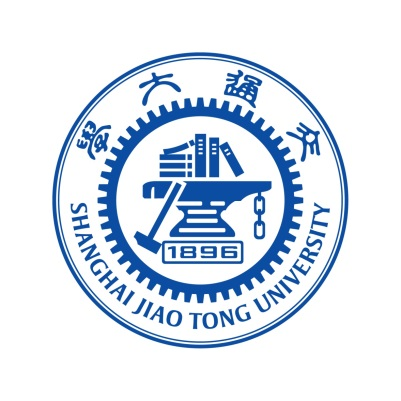 交通大學
1896
SHANGHAI JIAO TONG UNIVERSITY